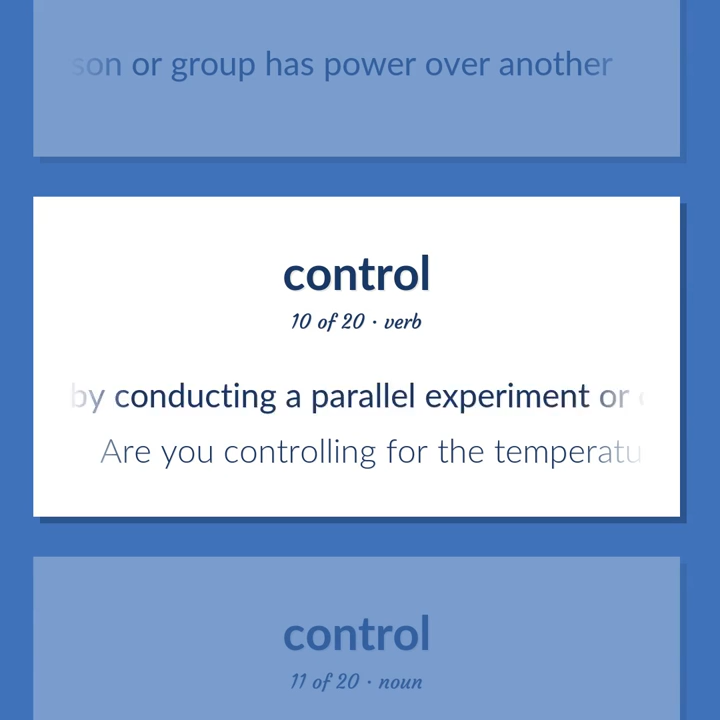 son or group has power over another
control
10 of 20 · verb
by conducting a parallel experiment or
Are you controlling for the temperatu
control
11 of 20 · noun